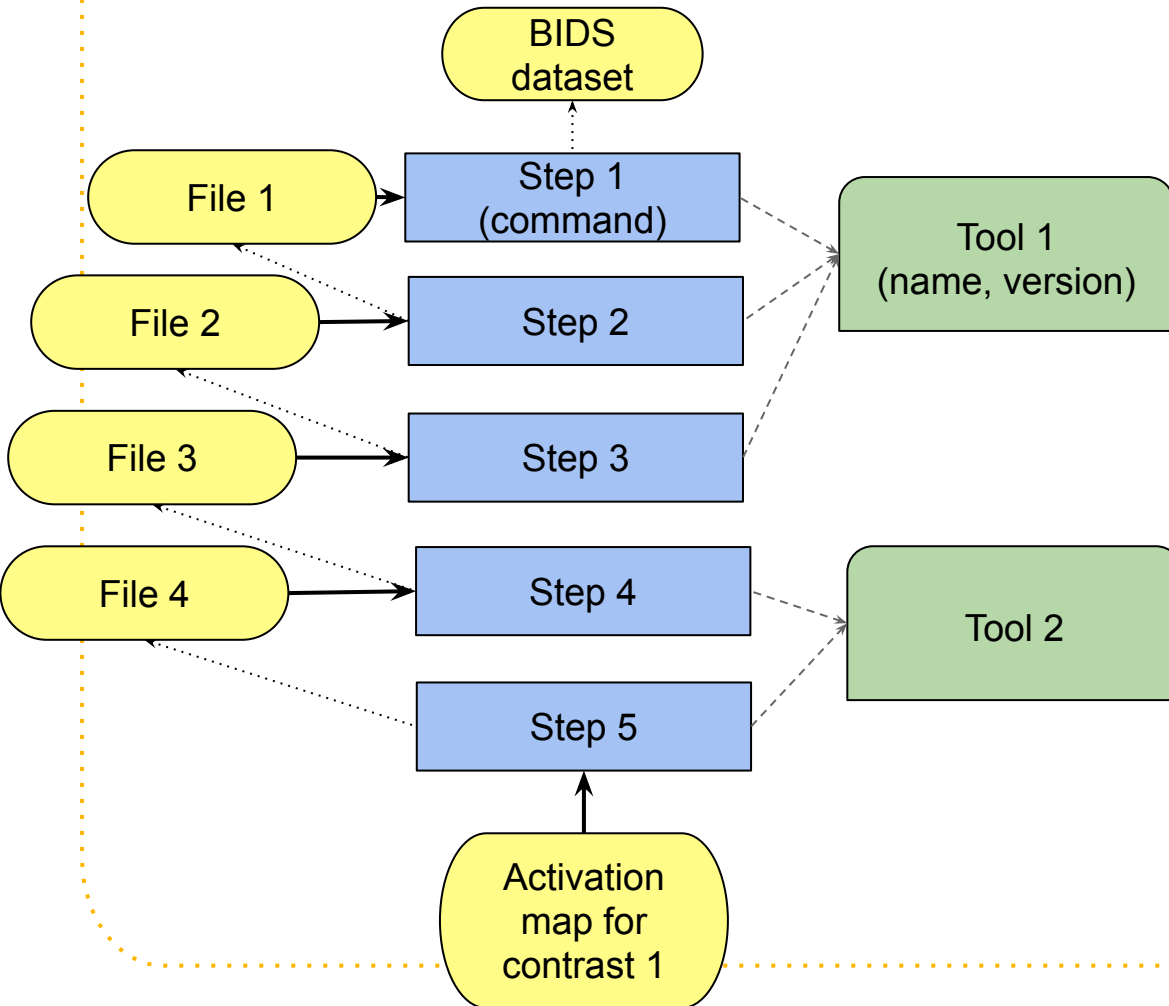 BIDS
dataset
File 1
Step 1
(command)
Tool 1
(name, version)
File 2
Step 2
File 3
Step 3
File 4
Step 4
Tool 2
Step 5
Activation
map for
contrast 1